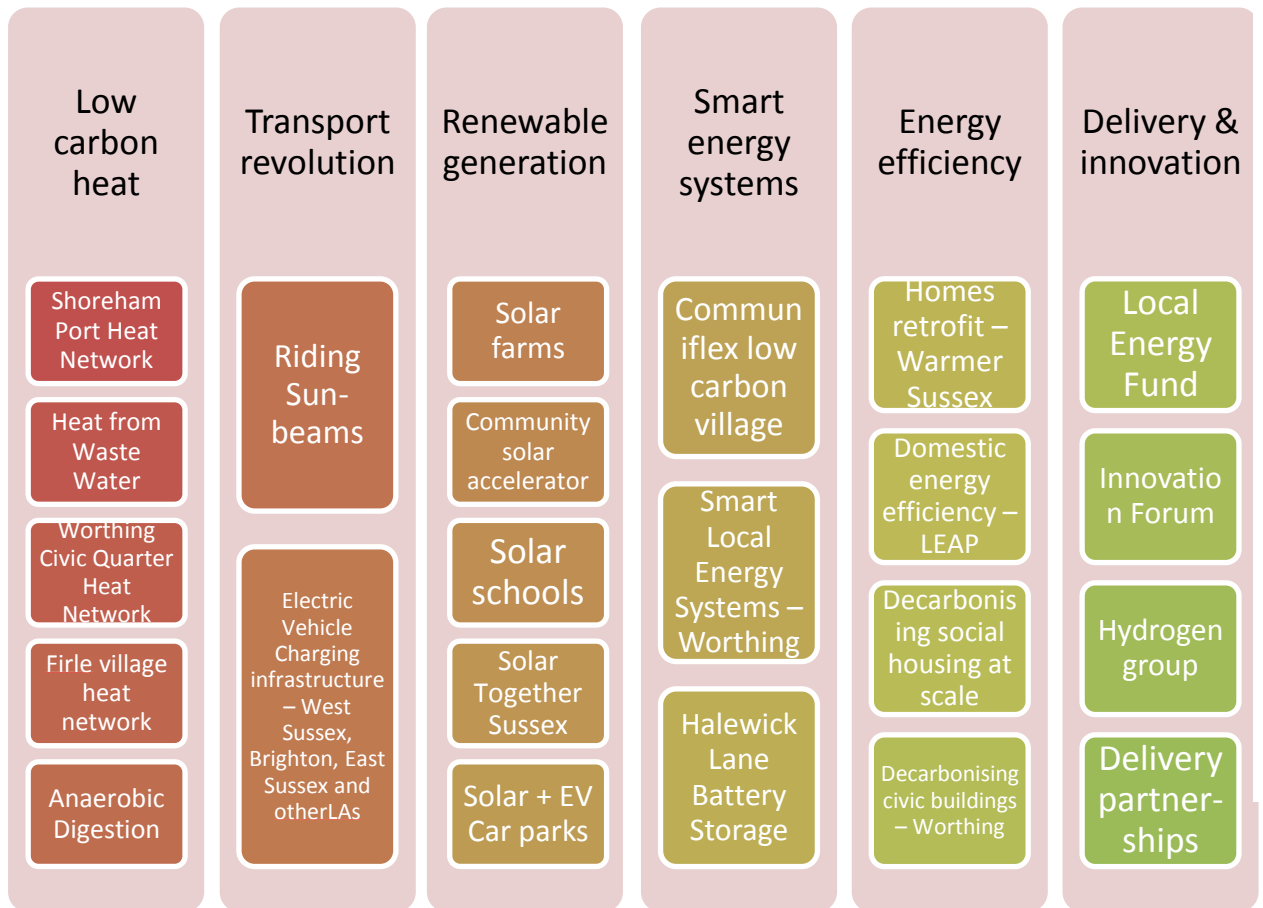 Low
carbon
heat
Shoreham
Port Heat
Network
Heat from
Waste
Water
Worthing
Civic Quarter
Heat
Network
Firle village
heat
network
Anaerobic
Digestion
Transport
revolution
Riding
Sun-
beams
Electric
Vehicle
Charging
infrastructure
– West
Sussex,
Brighton, East
Sussex and
otherLAs
Renewable
generation
Solar
farms
Community
solar
accelerator
Solar
schools
Solar
Together
Sussex
Solar + EV
Car parks
Smart
energy
systems
Commun
iflex low
carbon
village
Smart
Local
Energy
Systems –
Worthing
Halewick
Lane
Battery
Storage
Energy
efficiency
Homes
retrofit –
Warmer
Sussex
Domestic
energy
efficiency –
LEAP
Decarbonis
ing social
housing at
scale
Decarbonising
civic buildings
– Worthing
Delivery &
innovation
Local
Energy
Fund
Innovatio
n Forum
Hydrogen
group
Delivery
partner-
ships